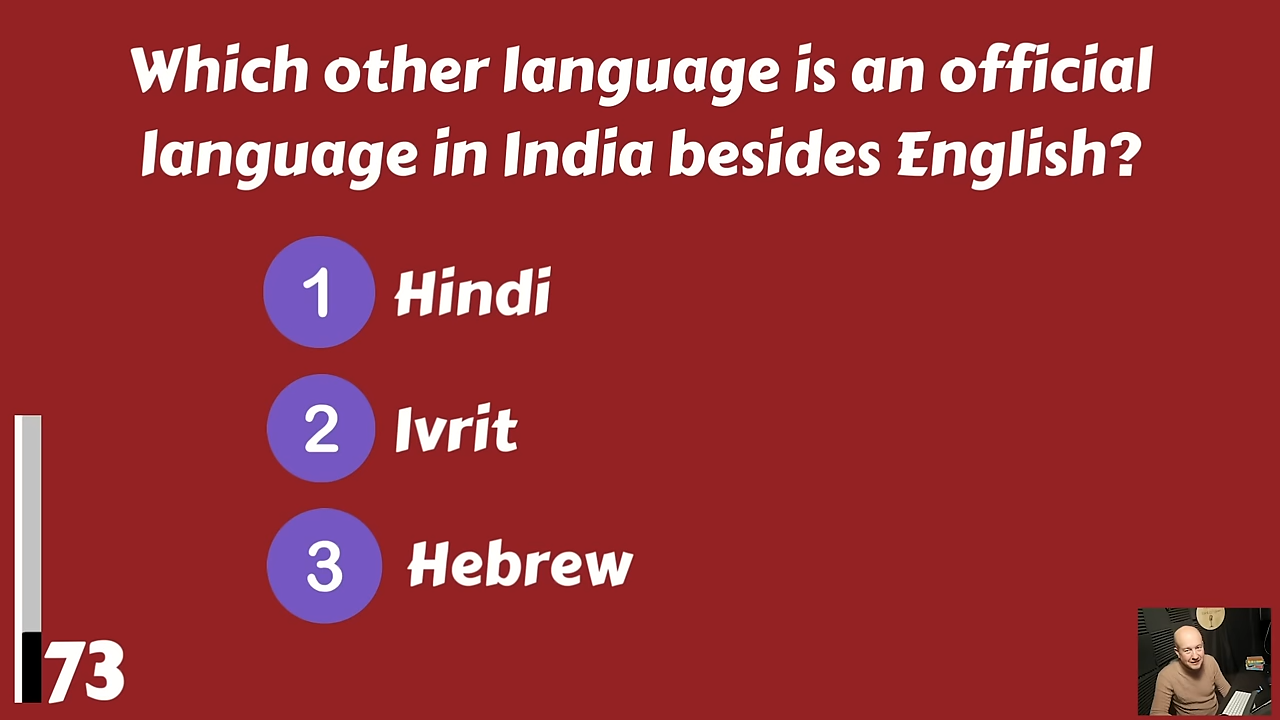 Which other language is an official
language in India besides English?
1 Hindi
2 Ivrit
3 Hebrew
73